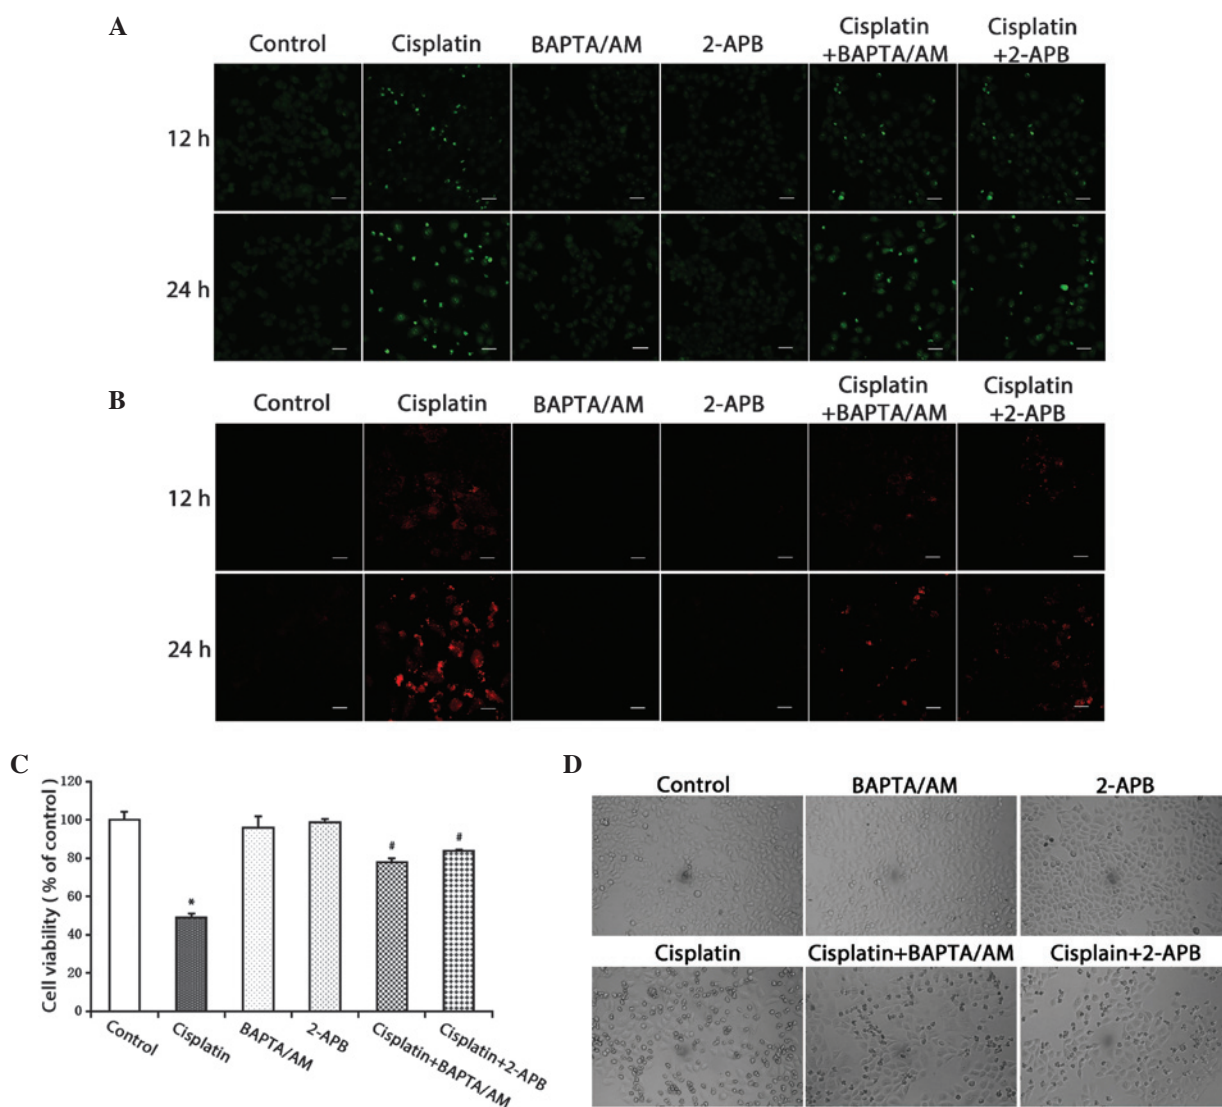 A
Control Cisplatin BAPTA/AM 2-APB Cisplatin +BAPTA/AM Cisplatin +2-APB
12 h
24 h
B
Control Cisplatin BAPTA/AM 2-APB Cisplatin +BAPTA/AM Cisplatin +2-APB
12 h
24 h
C
Cell viability ( % of control )
120
100
80
60
40
20
0
*
#
#
Control
Cisplatin
BAPTA/AM
2-APB
Cisplatin+BAPTA/AM
Cisplatin+2-APB
D
Control BAPTA/AM 2-APB
Cisplatin Cisplatin+BAPTA/AM Cisplain+2-APB